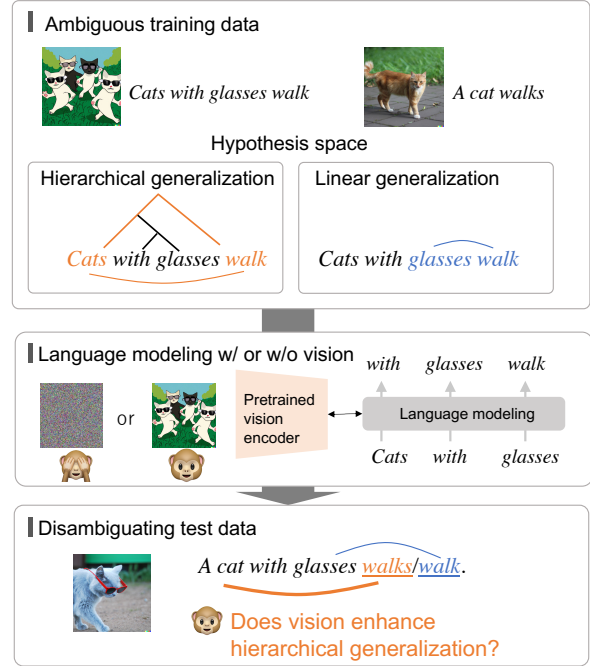 Ambiguous training data
Cats with glasses walk
A cat walks
Hypothesis space
Hierarchical generalization
Cats with glasses walk
Linear generalization
Cats with glasses walk
Language modeling w/ or w/o vision
or
Pretrained
vision
encoder
with glasses walk
Language modeling
Cats with glasses
Disambiguating test data
A cat with glasses walks/walk.
Does vision enhance
hierarchical generalization?